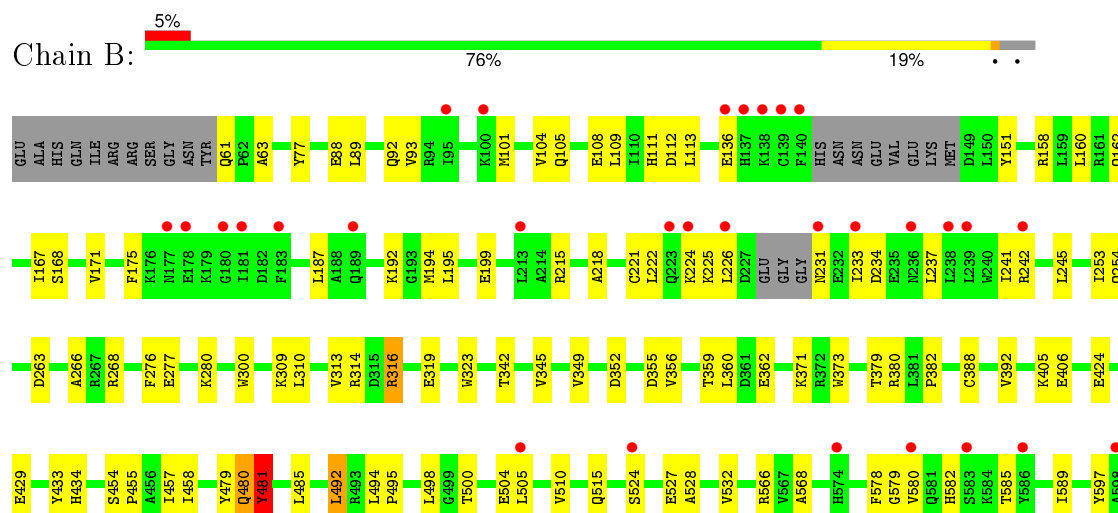 5%
Chain B:
76% 19% • •
GLU ALA HIS GLN ILE ARG ARG SER GLY ASN TYR Q61 P62 A63 Y77 E88 L89 Q92 V93 R94 I95 K100 M101 V104 Q105 E108 L109 I110 H111 D112 L113 E136 H137 K138 C139 F140 HIS ASN ASN GLU VAL GLU LYS MET D149 L150 Y151 R158 L159 L160 R161
I167 S168 V171 F175 K176 N177 E178 K179 G180 I181 D182 F183 L187 A188 Q189 K192 G193 M194 L195 E199 L213 A214 R215 A218 C221 L222 Q223 K224 K225 L226 D227 GLU GLY GLY N231 E232 I233 D234 E235 N236 L237 L238 L239 W240 I241 R242 L245 I253
D263 A266 R267 R268 F276 E277 K280 W300 K309 L310 V313 R314 D315 R316 E319 W323 T342 V345 V349 D352 D355 V356 T359 L360 D361 E362 K371 R372 W373 T379 R380 L381 P382 C388 V392 K405 E406 E424
E429 Y433 H434 S454 P455 A456 I457 I458 Y479 Q480 Y481 L485 L492 R493 L494 P495 L498 G499 T500 E504 L505 V510 Q515 S524 E527 A528 V532 R566 V567 A568 H574 F578 G579 V580 Q581 H582 S583 K584 T585 Y586 I589 Y597